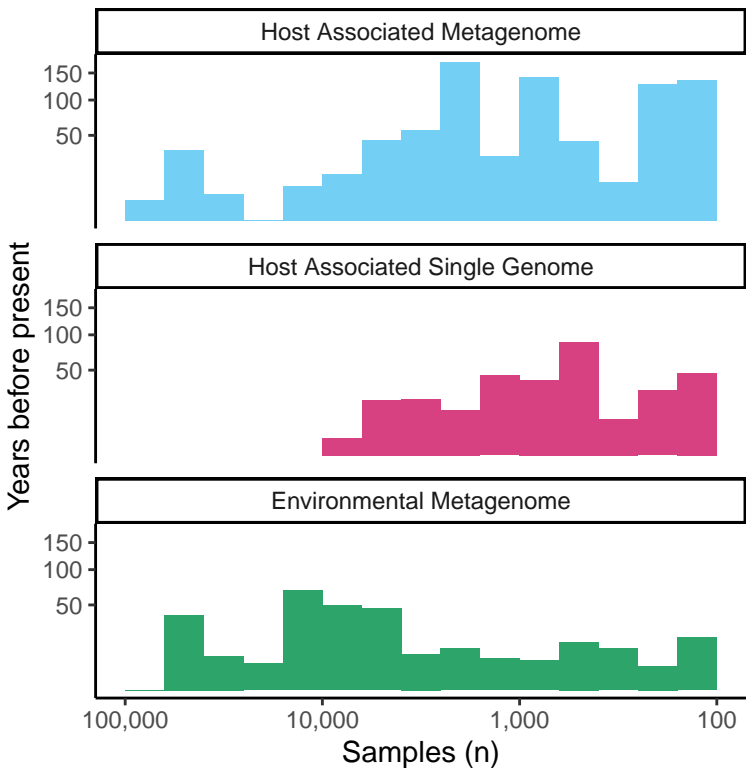 Host Associated Metagenome
150
100
50
Host Associated Single Genome
150
100
50
Years before present
Environmental Metagenome
150
100
50
100,000 10,000 1,000 100
Samples (n)